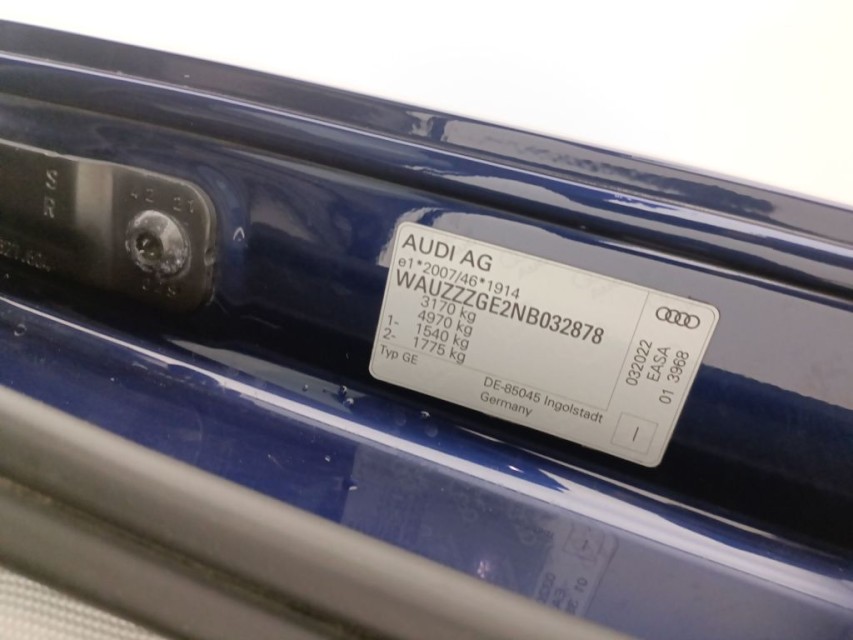 AUDI AG
e1*2007/46*1914
WAUZZZGE2NB032878
3170 kg
4970 kg
1- 1540 kg
2- 1775 kg
Typ GE
DE-85045 Ingolstadt
Germany
032022
EASA
01 3968